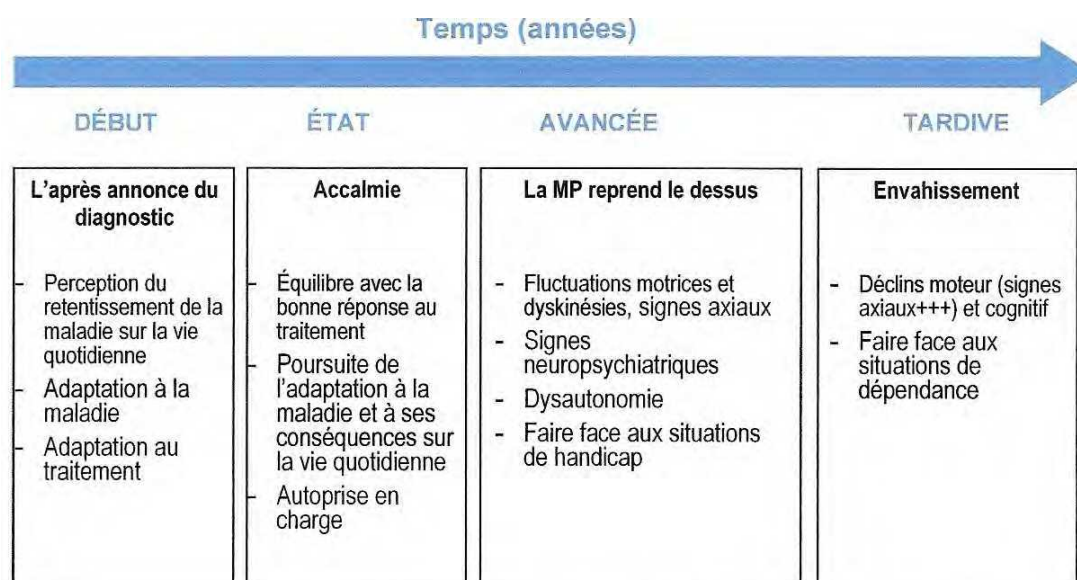 Temps (années)
DÉBUT
ÉTAT
AVANCÉE
TARDIVE
L'après annonce du
diagnostic
- Perception du
retentissement de la
maladie sur la vie
quotidienne
- Adaptation à la
maladie
- Adaptation au
traitement
Accalmie
- Équilibre avec la
bonne réponse au
traitement
- Poursuite de
l'adaptation à la
maladie et à ses
conséquences sur
la vie quotidienne
- Autoprise en
charge
La MP reprend le dessus
- Fluctuations motrices et
dyskinésies, signes axiaux
- Signes
neuropsychiatriques
- Dysautonomie
- Faire face aux situations
de handicap
Envahissement
- Déclins moteur (signes
axiaux+++) et cognitif
- Faire face aux
situations de
dépendance